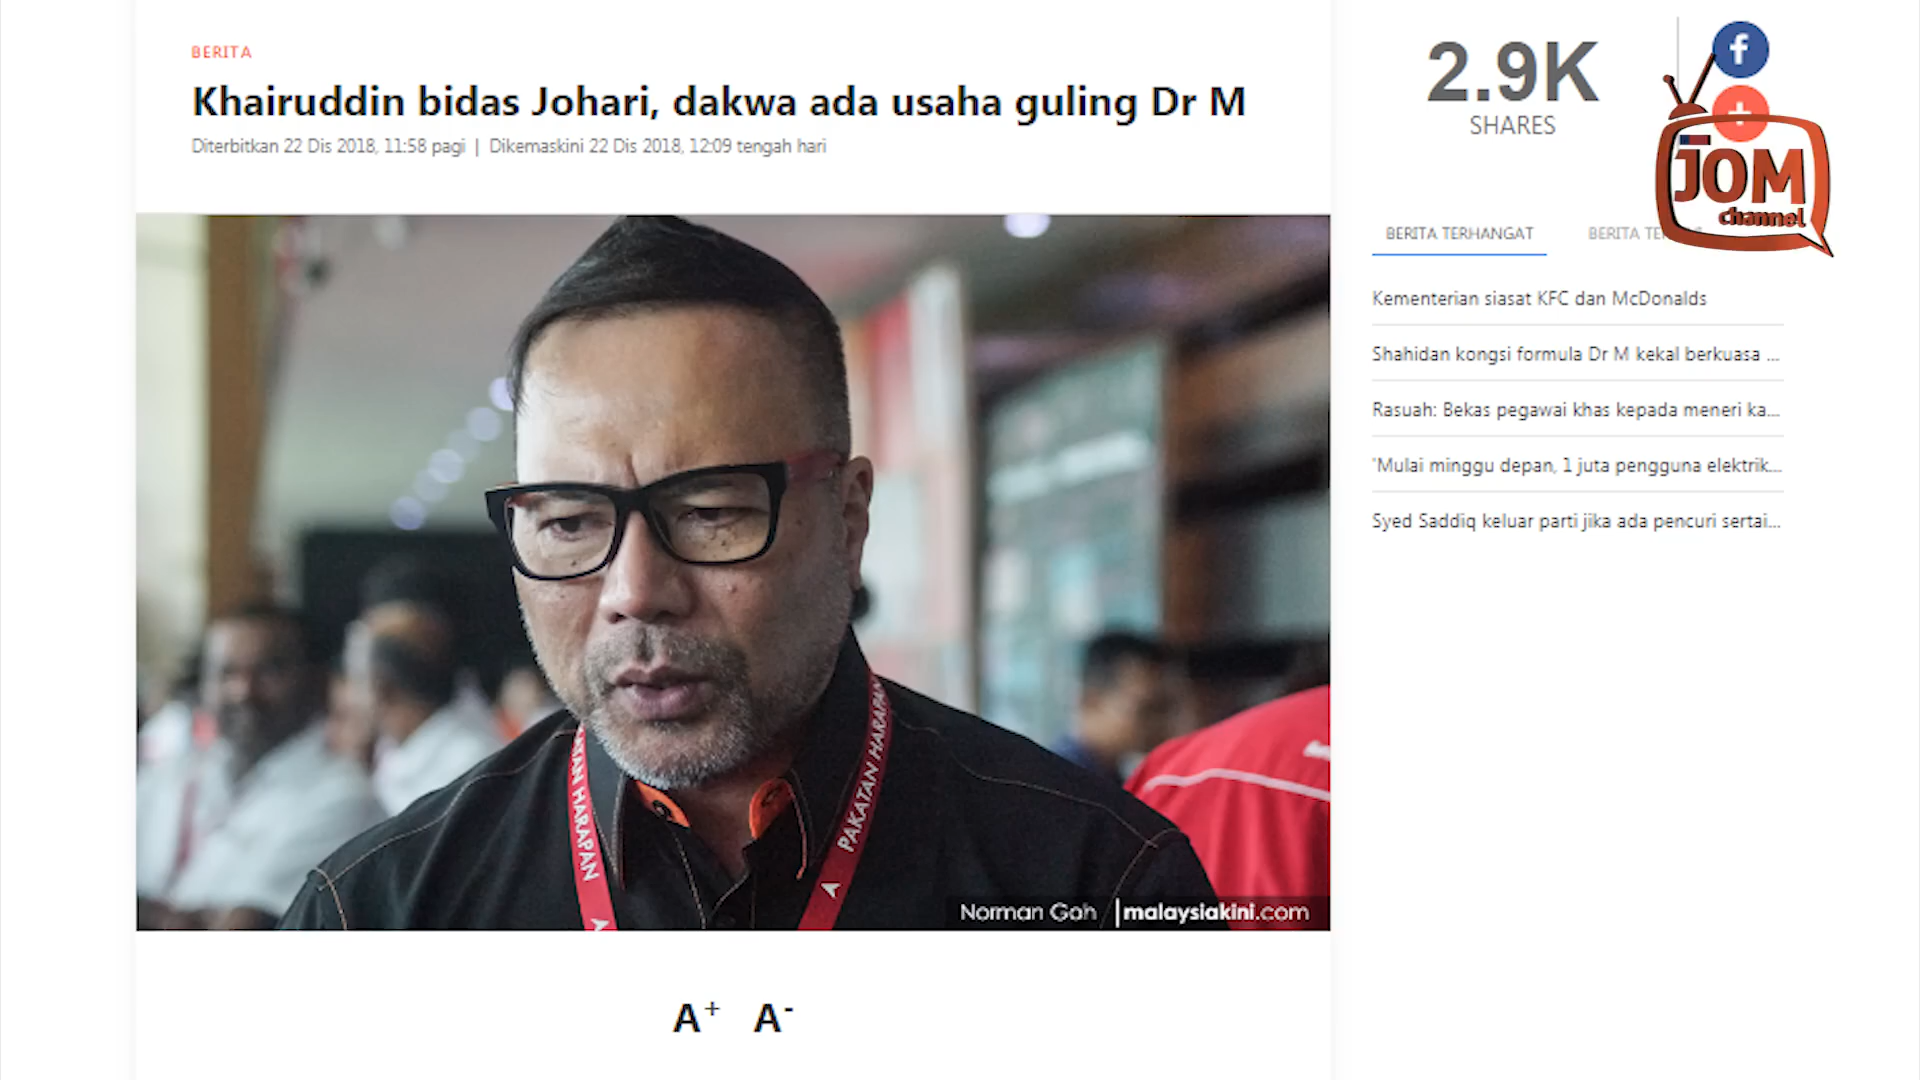 BERITA
Khairuddin bidas Johari, dakwa ada usaha guling Dr M
Diterbitkan 22 Dis 2018, 11:58 pagi | Dikemaskini 22 Dis 2018, 12:09 tengah hari
2.9K
SHARES
JOM
channel
BERITA TERHANGAT
BERITA
Kementerian siasat KFC dan McDonalds
Shahidan kongsi formula Dr M kekal berkuasa ...
Rasuah: Bekas pegawai khas kepada meneri ka...
'Mulai minggu depan, 1 juta pengguna elektrik...
Syed Saddiq keluar parti jika ada pencuri sertai...
PAKATAN HARAPAN
HARAPAN
Norman Goh | malaysiakini.com
A+ A-